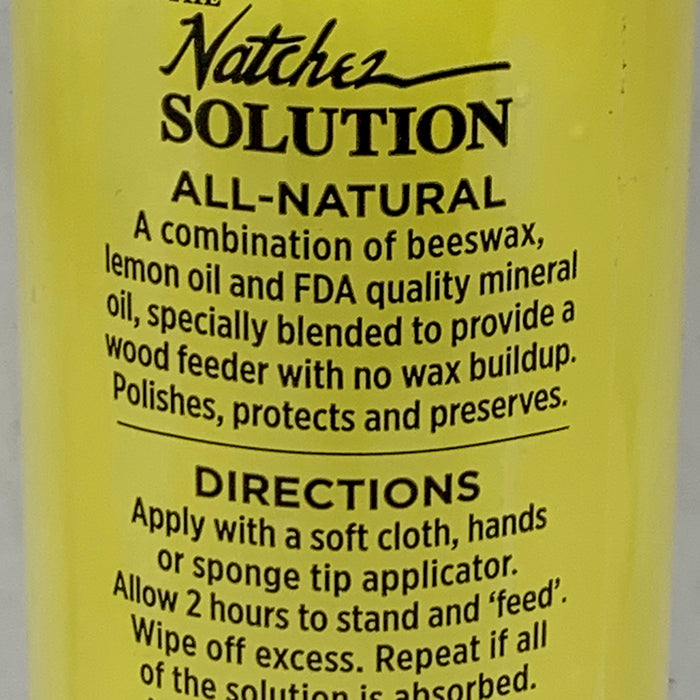 THE
Natchez
SOLUTION
ALL-NATURAL
A combination of beeswax,
lemon oil and FDA quality mineral
oil, specially blended to provide a
wood feeder with no wax buildup.
Polishes, protects and preserves.
DIRECTIONS
Apply with a soft cloth, hands
or sponge tip applicator.
Allow 2 hours to stand and ‘feed’.
Wipe off excess. Repeat if all
of the solution is absorbed.